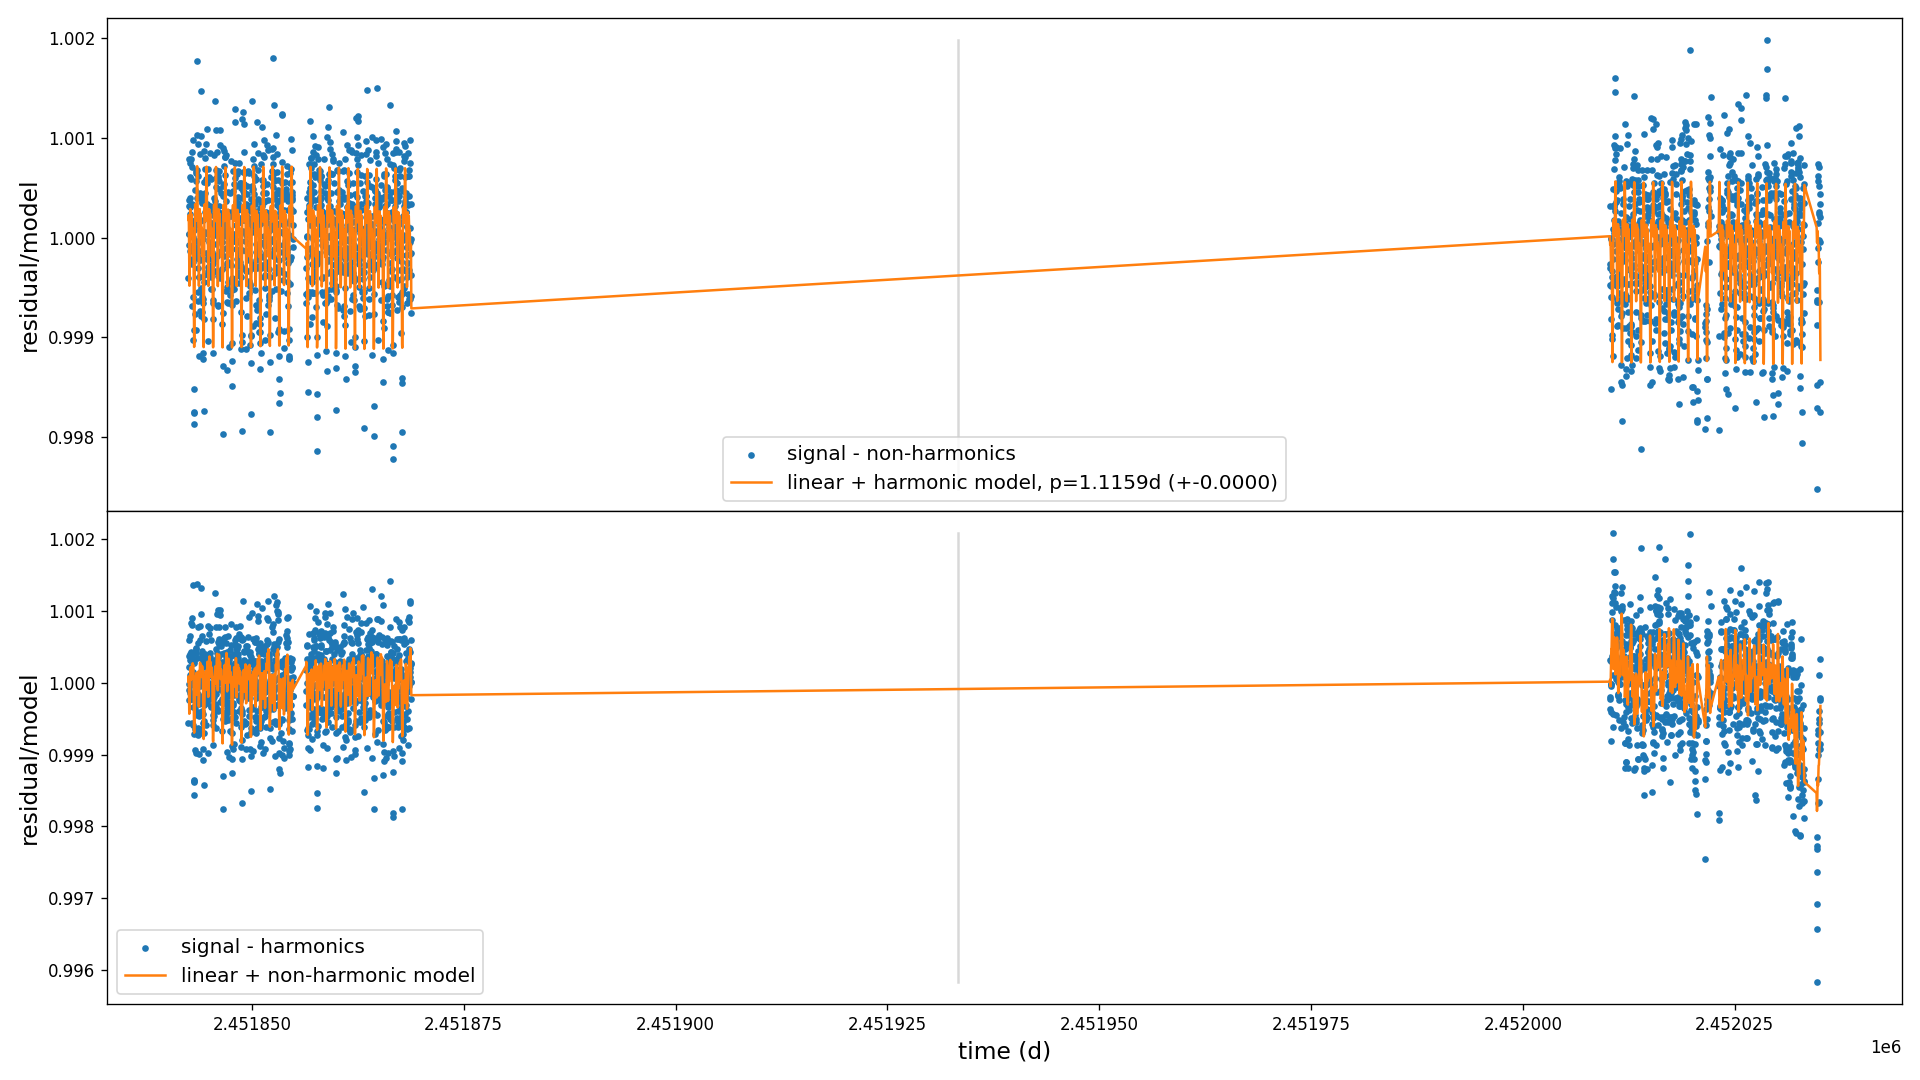 1.002
1.001
1.000
0.999
0.998
residual/model
signal - non-harmonics
linear + harmonic model, p=1.1159d (+-0.0000)
1.002
1.001
1.000
0.999
0.998
0.997
0.996
residual/model
signal - harmonics
linear + non-harmonic model
2.451850 2.451875 2.451900 2.451925 2.451950 2.451975 2.452000 2.452025
1e6
time (d)